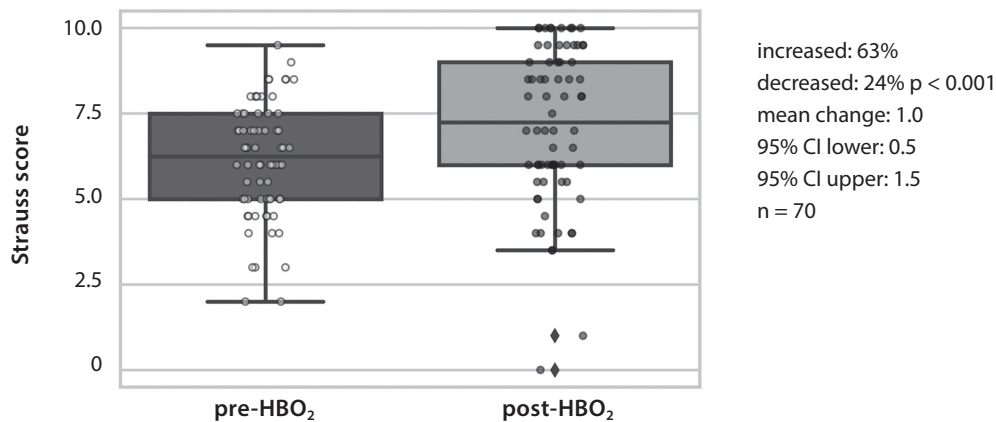 Strauss score
10.0
7.5
5.0
2.5
0
pre-HBO₂
post-HBO₂
increased: 63%
decreased: 24% p < 0.001
mean change: 1.0
95% CI lower: 0.5
95% CI upper: 1.5
n = 70